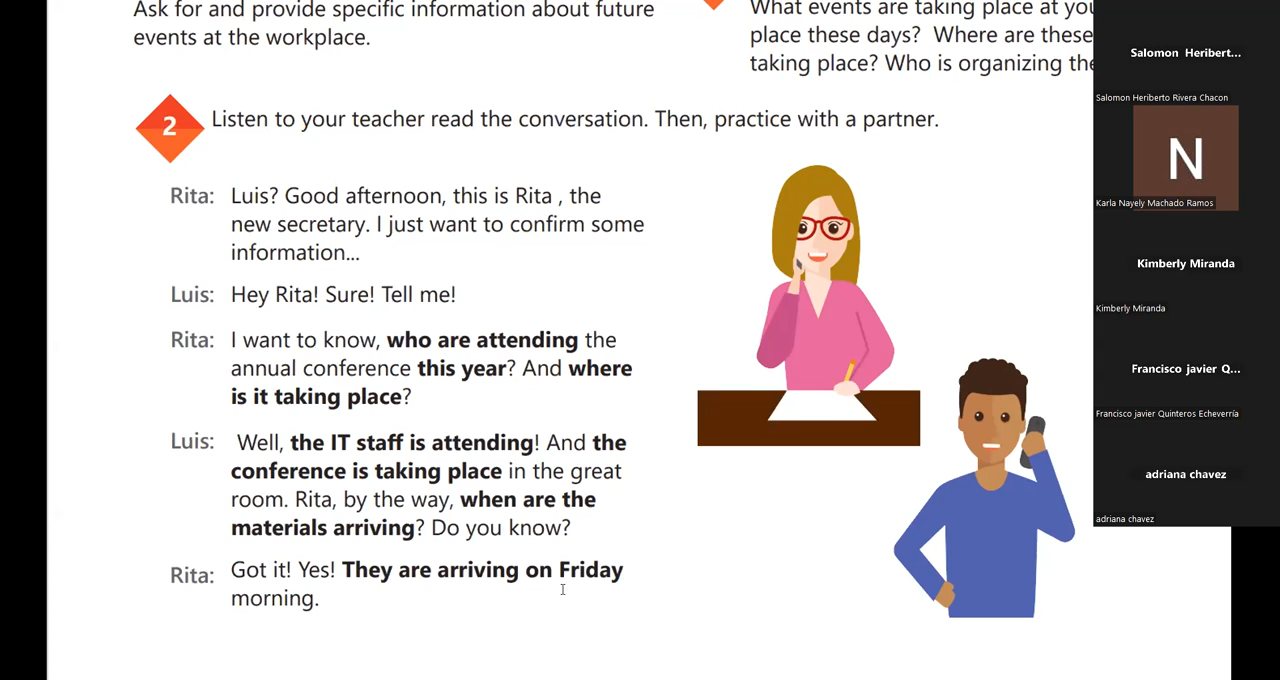 Ask for and provide specific information about future
events at the workplace.
What events are taking place at you
place these days? Where are these
taking place? Who is organizing the
2
Listen to your teacher read the conversation. Then, practice with a partner.
Rita: Luis? Good afternoon, this is Rita , the
new secretary. I just want to confirm some
information...
Luis: Hey Rita! Sure! Tell me!
Rita: I want to know, who are attending the
annual conference this year? And where
is it taking place?
Luis: Well, the IT staff is attending! And the
conference is taking place in the great
room. Rita, by the way, when are the
materials arriving? Do you know?
Rita: Got it! Yes! They are arriving on Friday
morning.
Salomon Heribert...
Salomon Heriberto Rivera Chacon
N
Karla Nayely Machado Ramos
Kimberly Miranda
Kimberly Miranda
Francisco javier Q...
Francisco javier Quinteros Echeverría
adriana chavez
adriana chavez